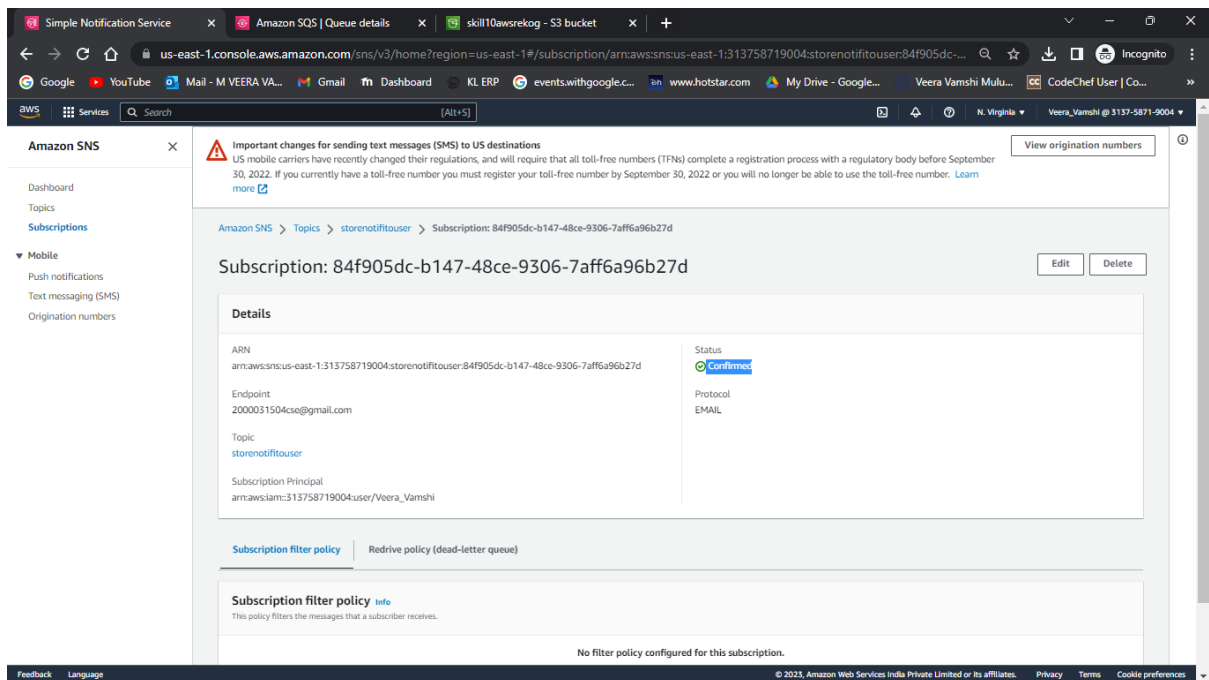 Simple Notification Service
Amazon SQS | Queue details
skill10awsrekog - S3 bucket
us-east-1.console.aws.amazon.com/sns/v3/home?region=us-east-1#/subscription/arn:aws:sns:us-east-1:313758719004:storenotifitouser:84f905dc-...
Incognito
Google
YouTube
Mail - M VEERA VA...
Gmail
Dashboard
KL ERP
events.withgoogle.c...
www.hotstar.com
My Drive - Google...
Veera Vamshi Mulu...
CodeChef User | Co...
»
aws
Services
Search
[Alt+S]
N. Virginia
Veera_Vamshi @ 3137-5871-9004
Amazon SNS
Dashboard
Topics
Subscriptions
Mobile
Push notifications
Text messaging (SMS)
Origination numbers
Important changes for sending text messages (SMS) to US destinations
US mobile carriers have recently changed their regulations, and will require that all toll-free numbers (TFNs) complete a registration process with a regulatory body before September
30, 2022. If you currently have a toll-free number you must register your toll-free number by September 30, 2022 or you will no longer be able to use the toll-free number. Learn
more
View origination numbers
Amazon SNS > Topics > storenotifitouser > Subscription: 84f905dc-b147-48ce-9306-7aff6a96b27d
Subscription: 84f905dc-b147-48ce-9306-7aff6a96b27d
Edit
Delete
Details
ARN
arn:aws:sns:us-east-1:313758719004:storenotifitouser:84f905dc-b147-48ce-9306-7aff6a96b27d
Endpoint
2000031504cse@gmail.com
Topic
storenotifitouser
Subscription Principal
arn:aws:iam::313758719004:user/Veera_Vamshi
Status
Confirmed
Protocol
EMAIL
Subscription filter policy
Redrive policy (dead-letter queue)
Subscription filter policy Info
This policy filters the messages that a subscriber receives.
No filter policy configured for this subscription.
Feedback
Language
© 2023, Amazon Web Services India Private Limited or its affiliates.
Privacy
Terms
Cookie preferences